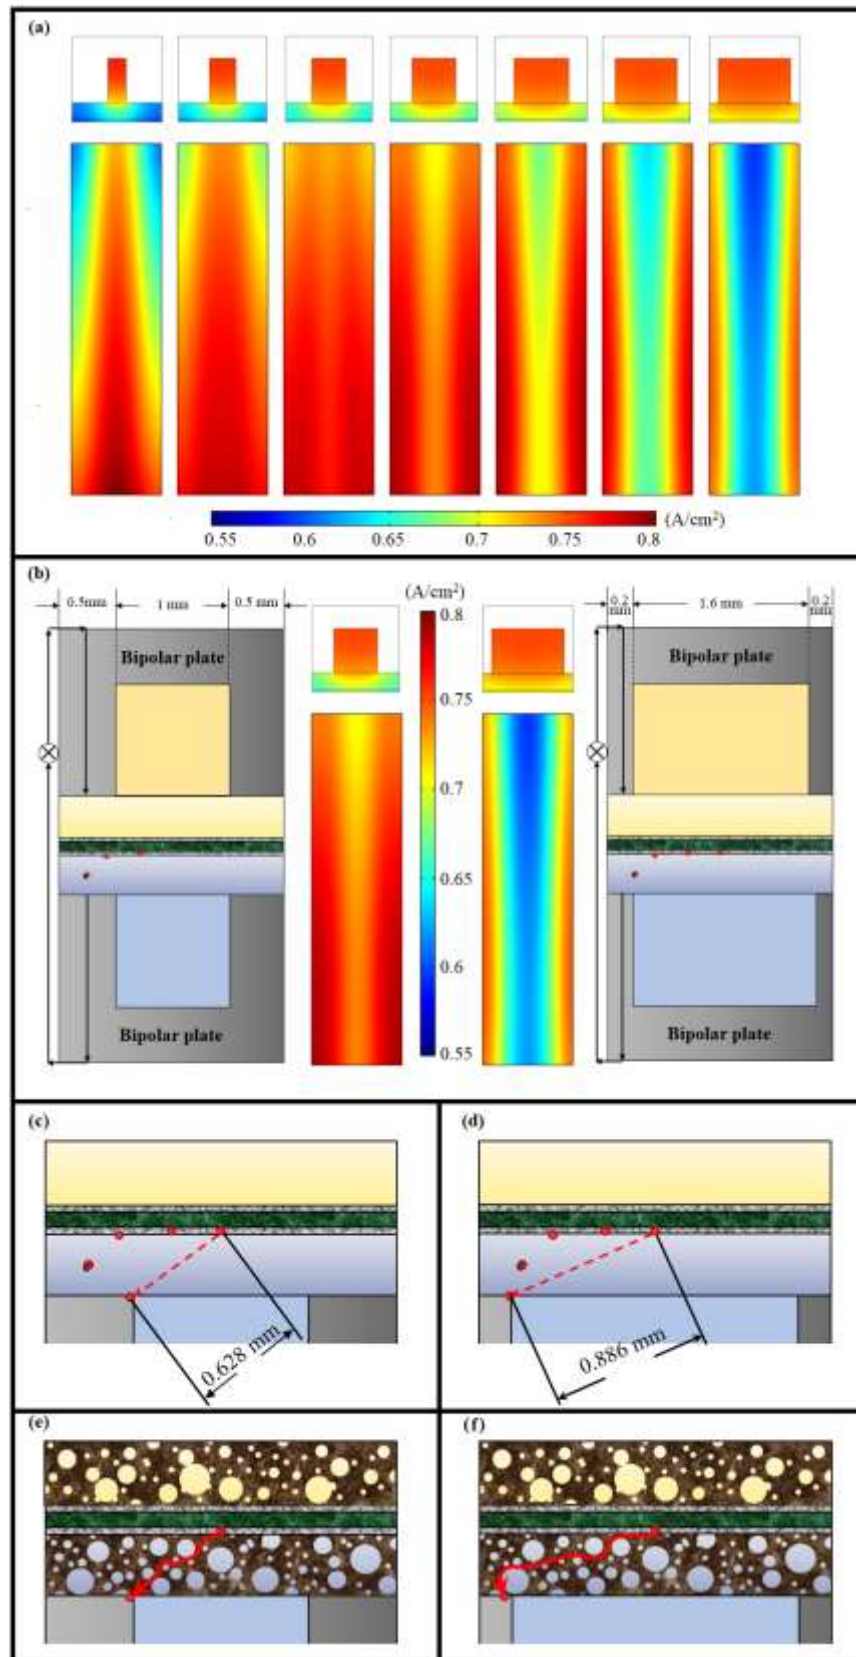 (a)
(A/cm²)
0.55 0.6 0.65 0.7 0.75 0.8
(b)
0.5mm 1 mm 0.5 mm
(A/cm²)
0.2 mm 1.6 mm 0.2 mm
Bipolar plate
Bipolar plate
0.8
0.75
0.7
0.65
0.6
0.55
Bipolar plate
Bipolar plate
(c)
(d)
0.628 mm
0.886 mm
(e)
(f)